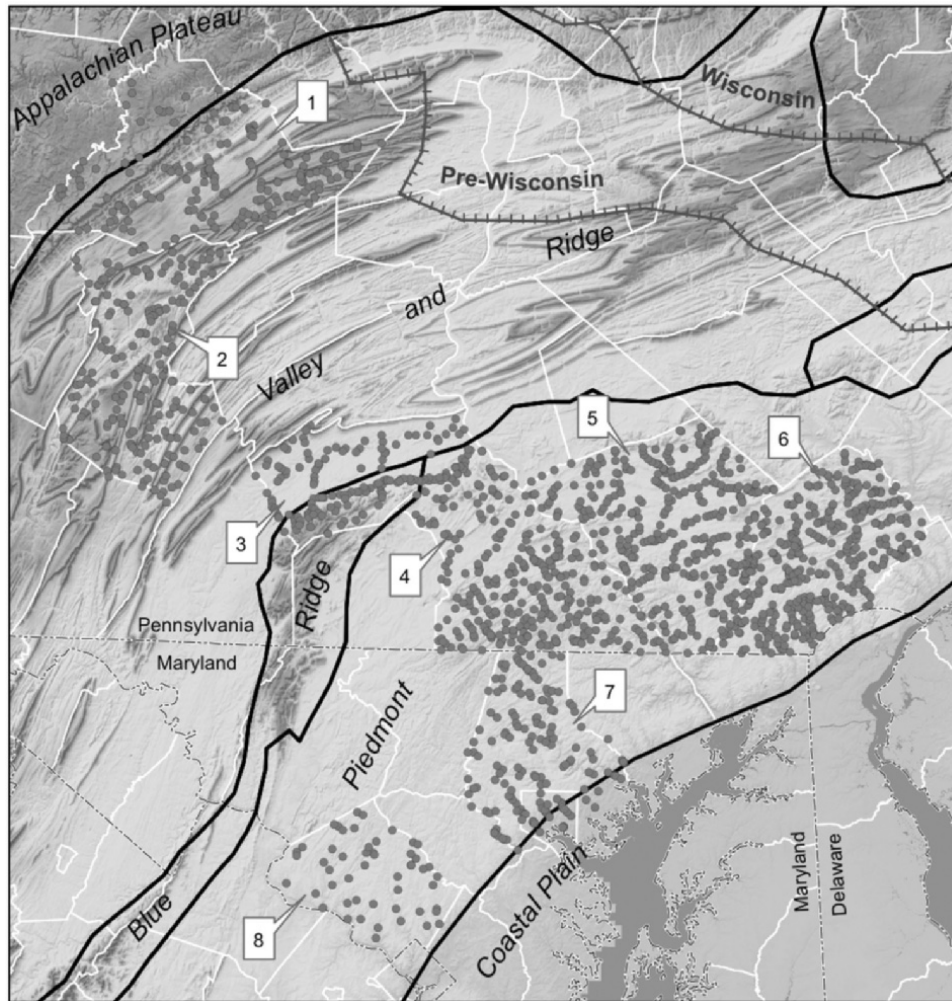 Appalachian Plateau
Wisconsin
1
Pre-Wisconsin
Ridge
and
2
Valley
5
6
3
4
Ridge
Pennsylvania
Maryland
7
Piedmont
Maryland
Delaware
Coastal Plain
Blue
8